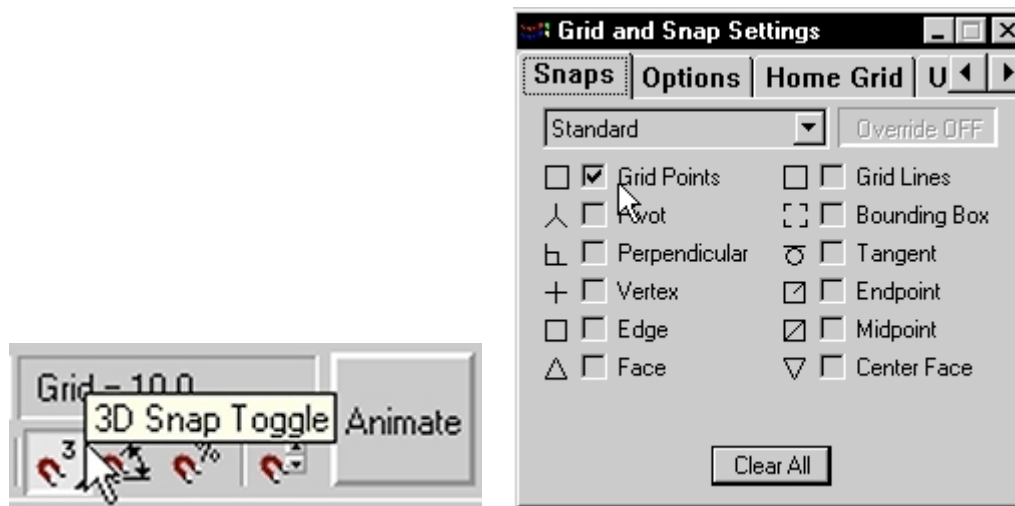 Grid and Snap Settings
Snaps Options Home Grid U
Standard Override OFF
Grid Points Grid Lines
Pivot Bounding Box
Perpendicular Tangent
Vertex Endpoint
Edge Midpoint
Face Center Face
Clear All
Grid = 10.0
3D Snap Toggle
Animate
3 %